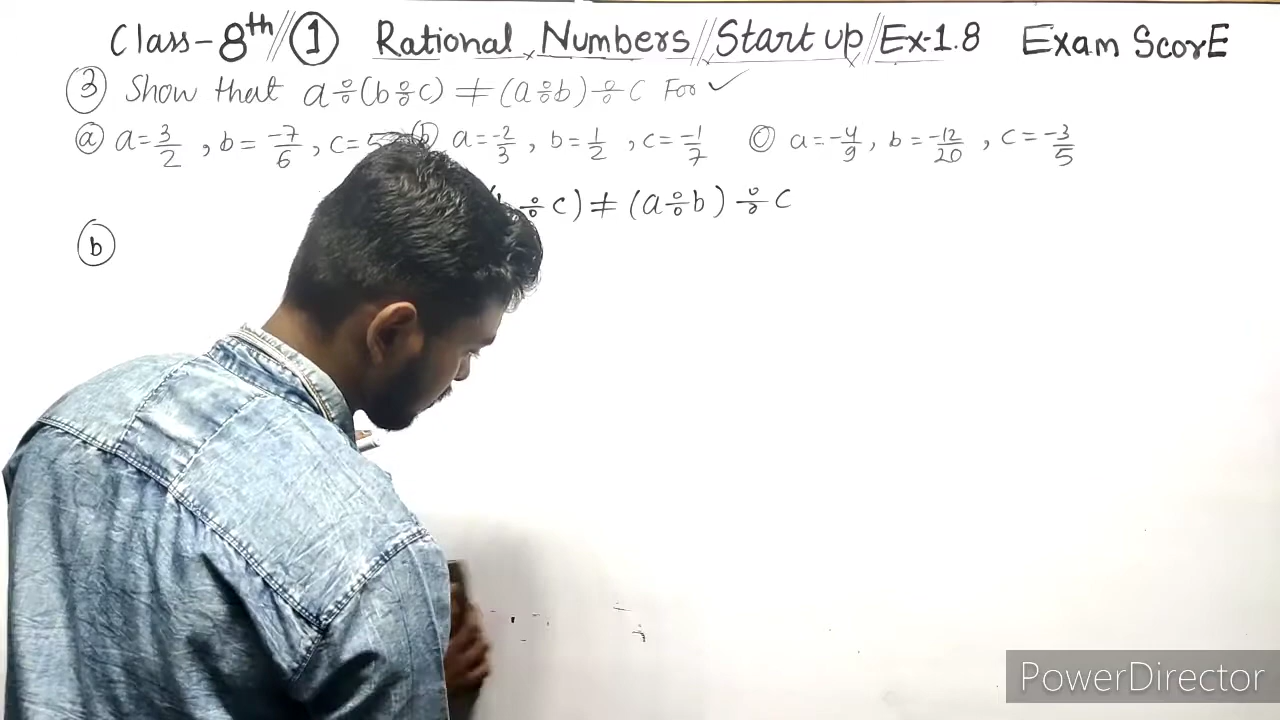 Class-8th//① Rational Numbers//Start up//Ex-1.8 Exam ScorE
③ Show that a÷(b÷c) ≠ (a÷b)÷c For ✓
ⓐ a=3/2, b=-7/6, c=5 ⓑ a=-2/3, b=1/2, c=-1/7 ⓒ a=-4/9, b=-12/20, c=-3/5
÷c) ≠ (a÷b)÷c
ⓑ
PowerDirector